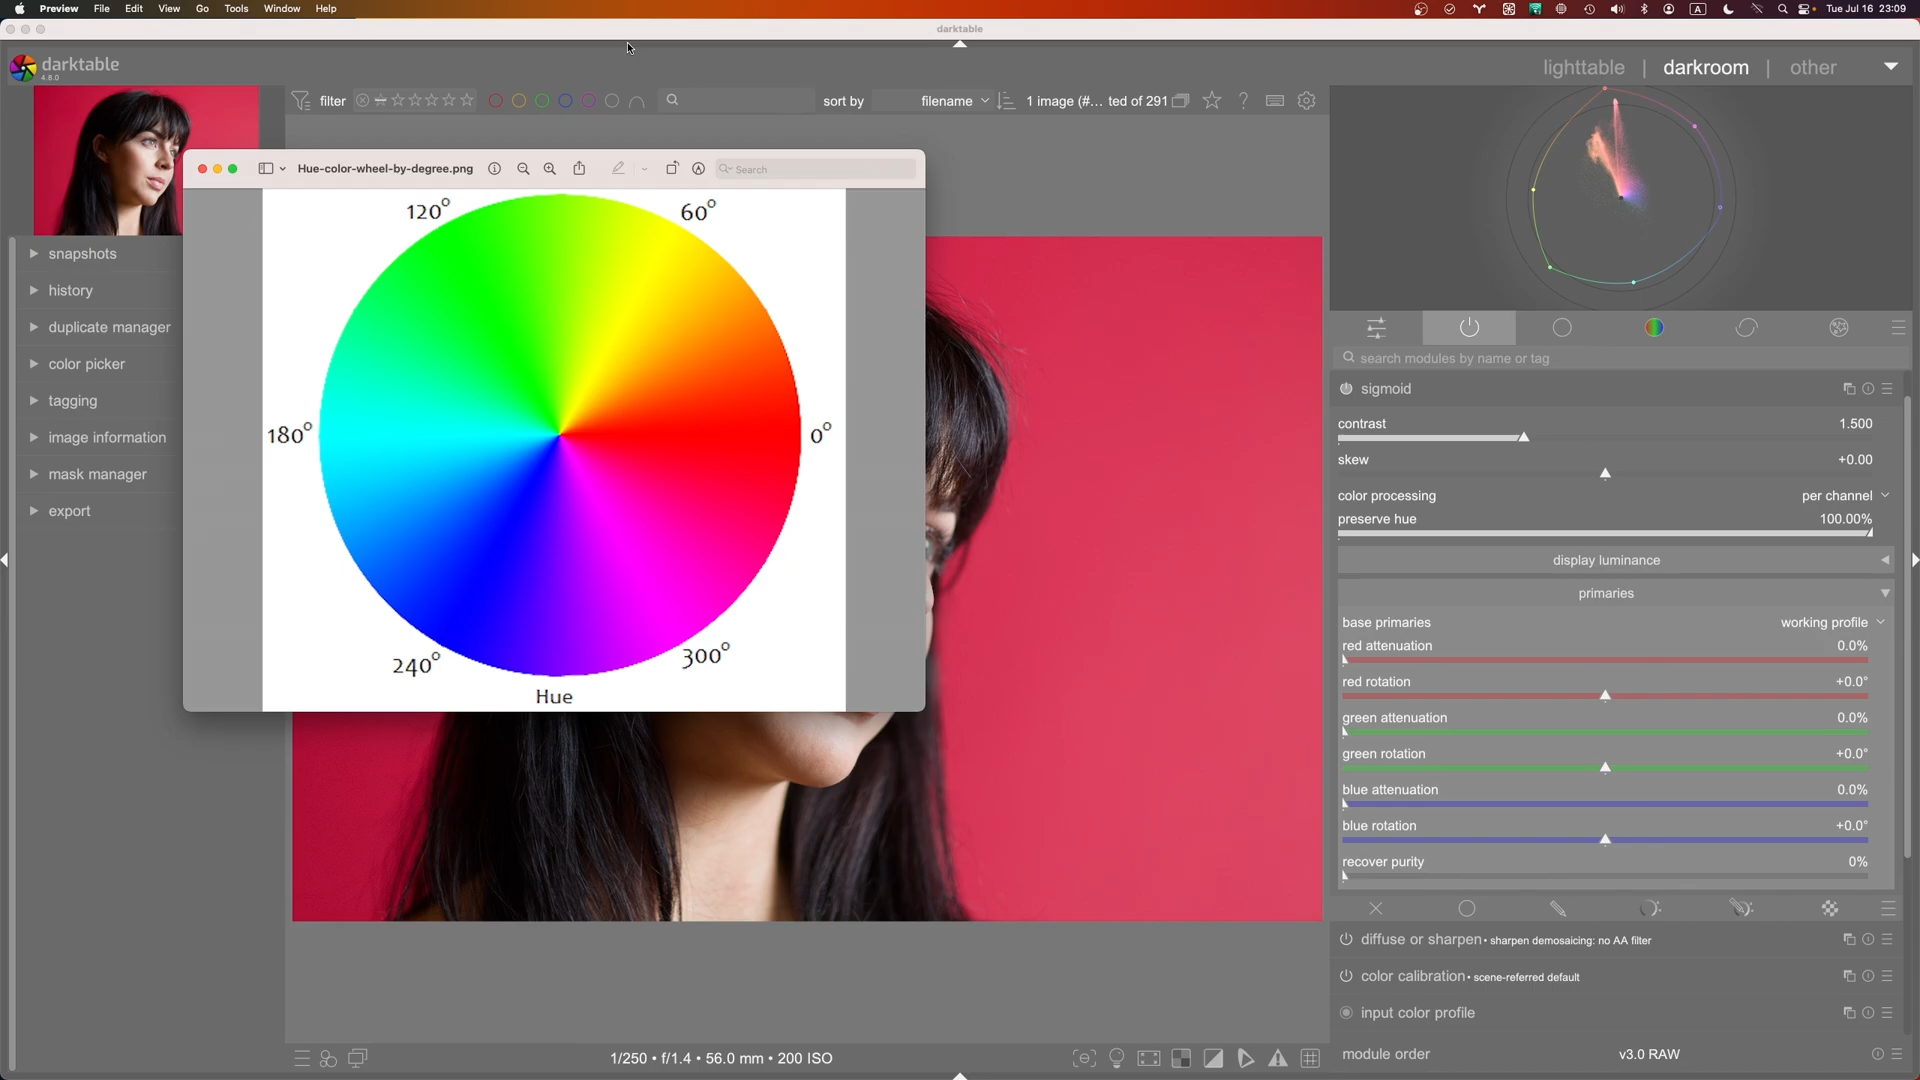 Preview File Edit View Go Tools Window Help
A Tue Jul 16 23:09
darktable
darktable
4.8.0
lighttable | darkroom | other
filter
sort by filename 1 image (#... ted of 291
?
Hue-color-wheel-by-degree.png Search
120° 60°
180° 0°
240° 300°
Hue
snapshots
history
duplicate manager
color picker
tagging
image information
mask manager
export
search modules by name or tag
sigmoid
contrast 1.500
skew +0.00
color processing per channel
preserve hue 100.00%
display luminance
primaries
base primaries working profile
red attenuation 0.0%
red rotation +0.0°
green attenuation 0.0%
green rotation +0.0°
blue attenuation 0.0%
blue rotation +0.0°
recover purity 0%
diffuse or sharpen • sharpen demosaicing: no AA filter
color calibration • scene-referred default
input color profile
module order v3.0 RAW
1/250 • f/1.4 • 56.0 mm • 200 ISO